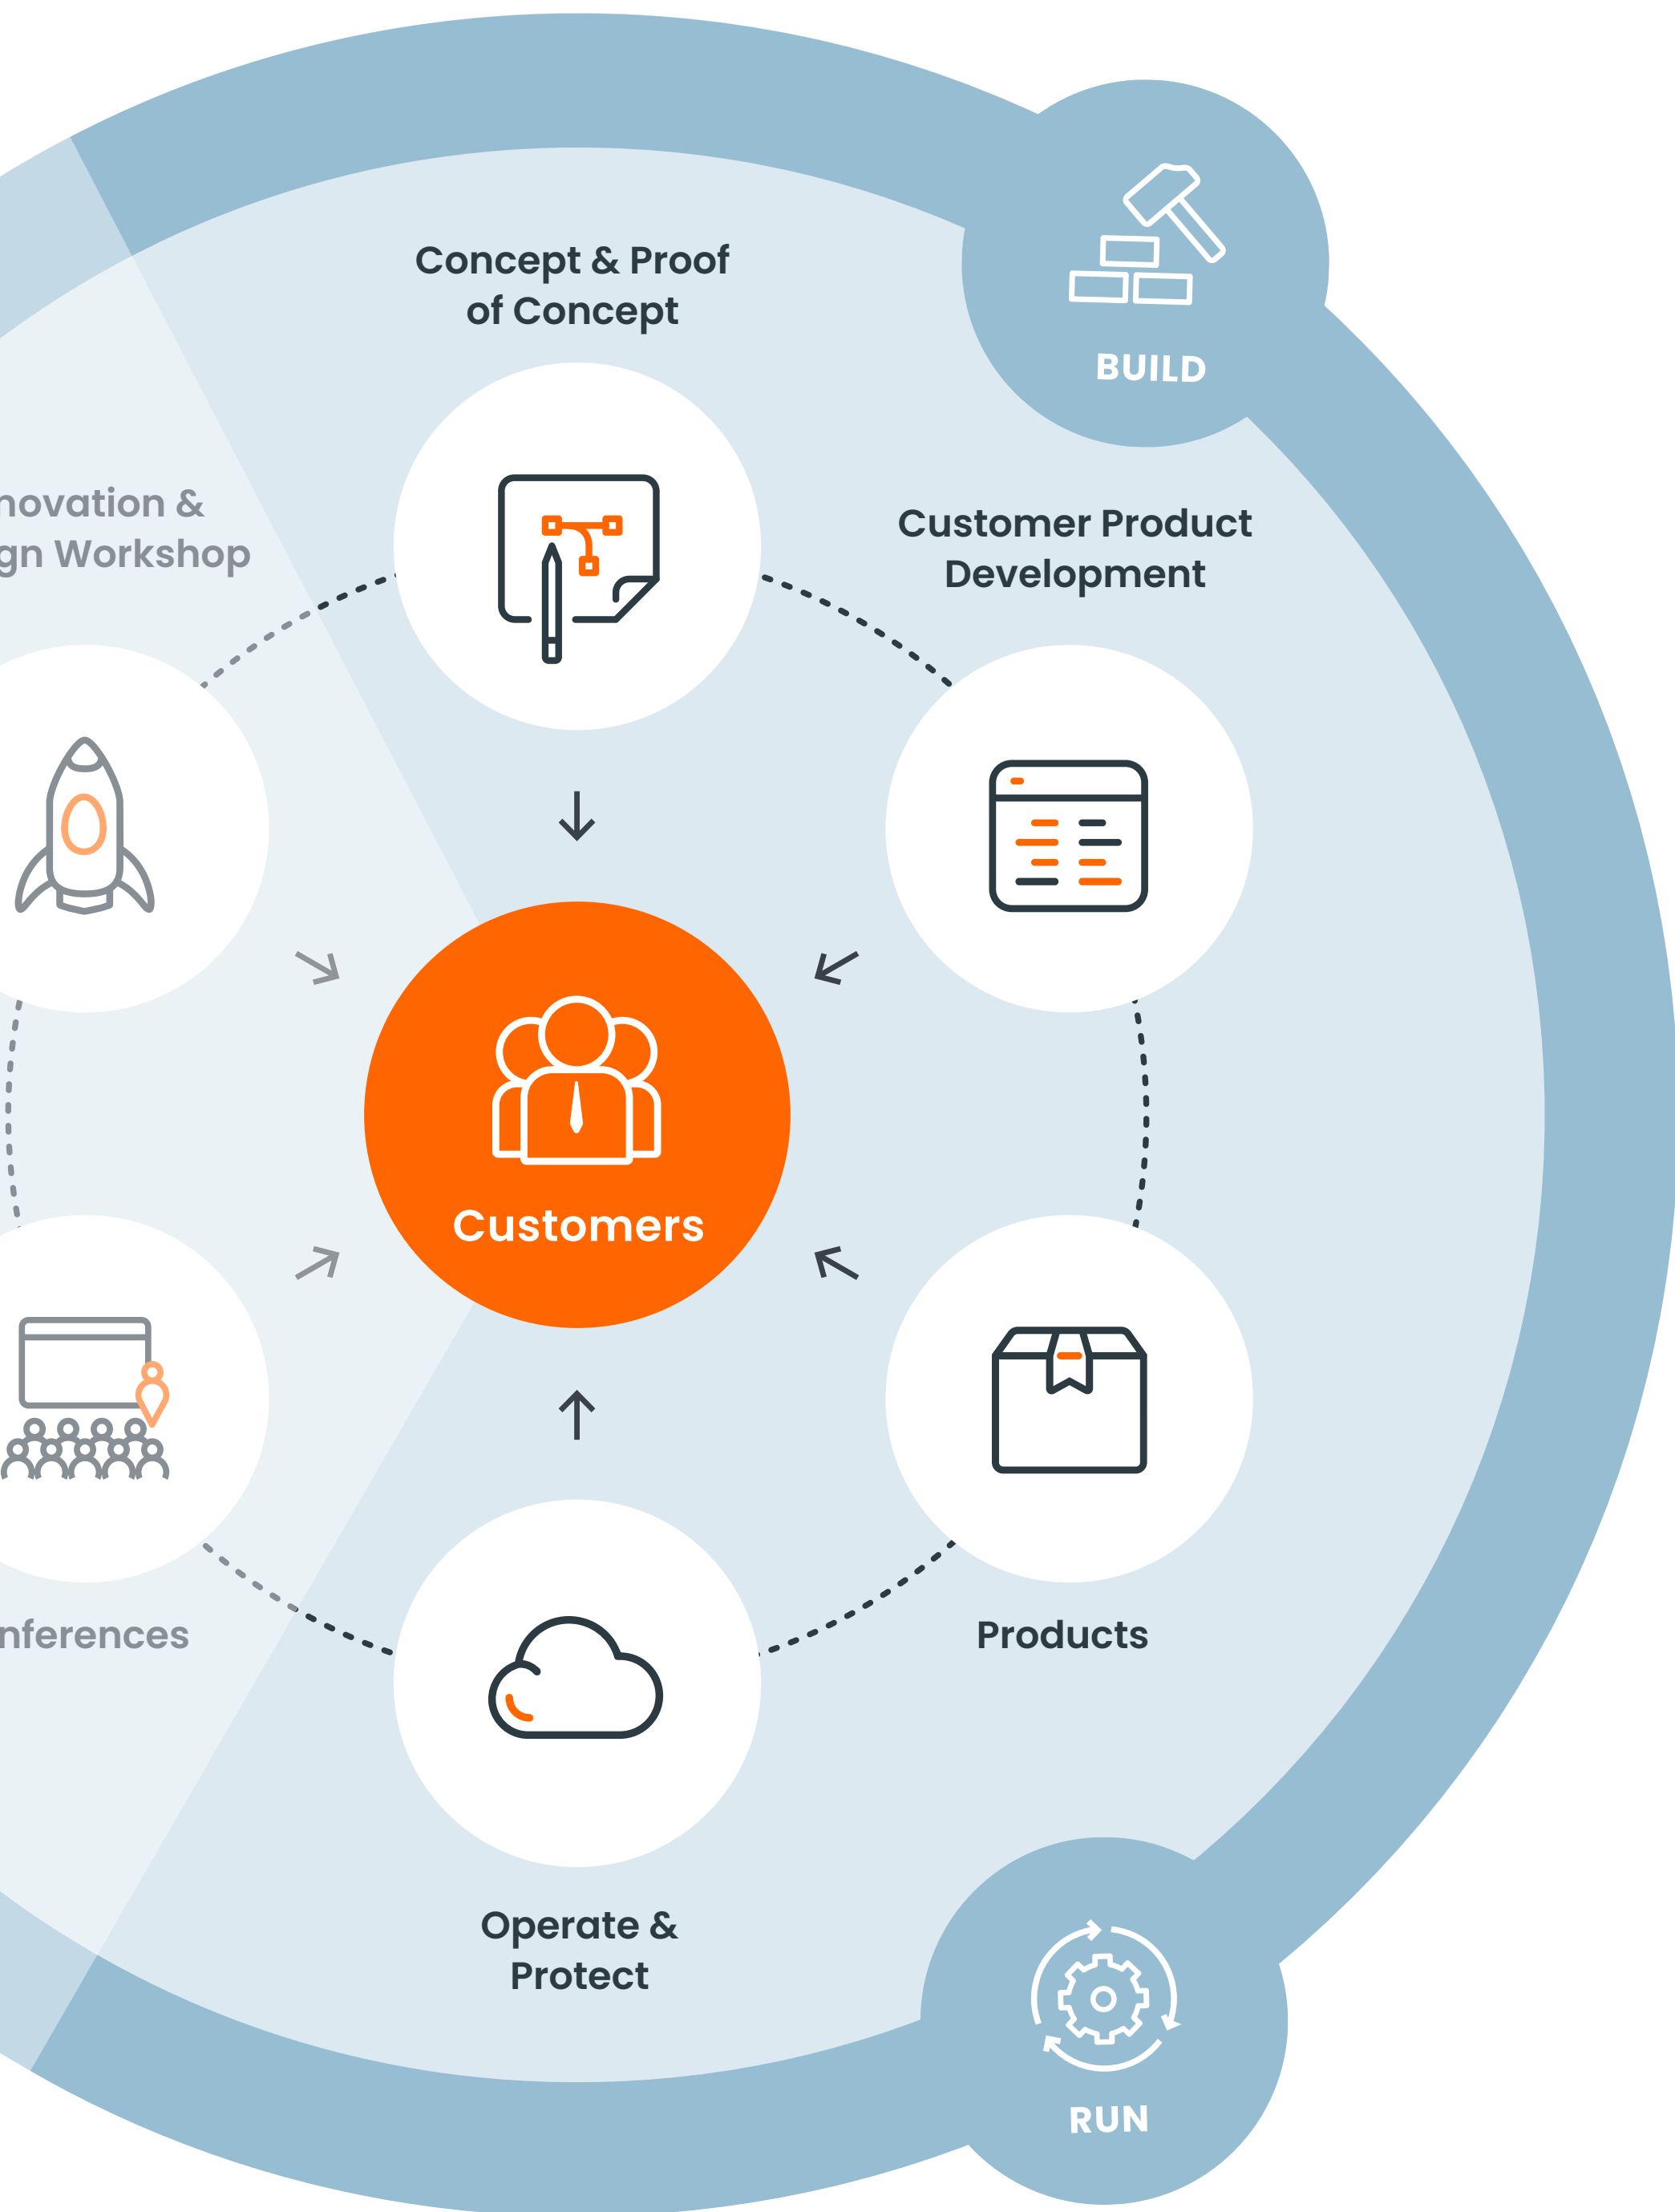 Concept & Proof
of Concept
BUILD
novation &
gn Workshop
Customer Product
Development
Customers
nferences
Products
Operate &
Protect
RUN